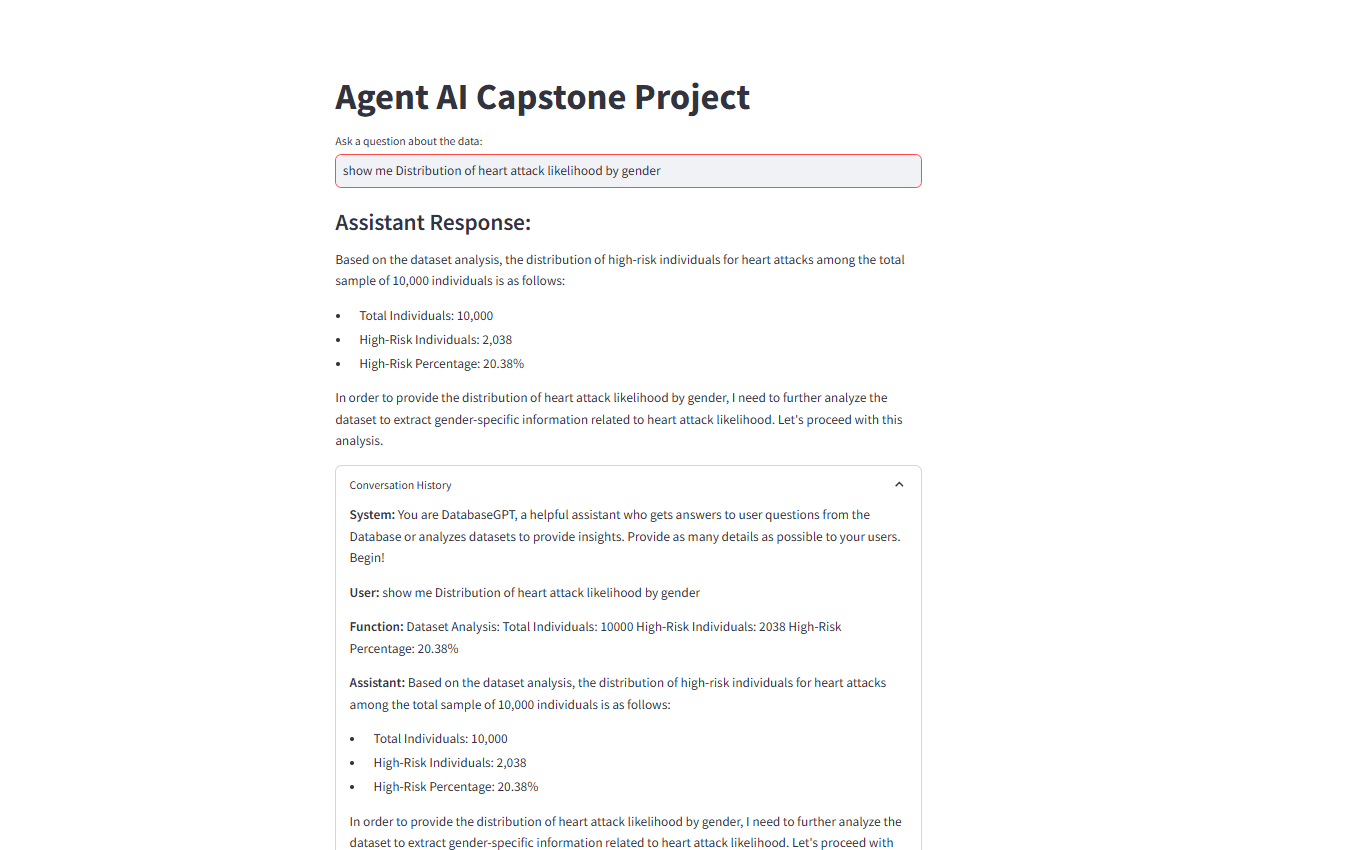 Agent AI Capstone Project
Ask a question about the data:
show me Distribution of heart attack likelihood by gender
Assistant Response:
Based on the dataset analysis, the distribution of high-risk individuals for heart attacks among the total
sample of 10,000 individuals is as follows:
• Total Individuals: 10,000
• High-Risk Individuals: 2,038
• High-Risk Percentage: 20.38%
In order to provide the distribution of heart attack likelihood by gender, I need to further analyze the
dataset to extract gender-specific information related to heart attack likelihood. Let's proceed with this
analysis.
Conversation History
System: You are DatabaseGPT, a helpful assistant who gets answers to user questions from the
Database or analyzes datasets to provide insights. Provide as many details as possible to your users.
Begin!
User: show me Distribution of heart attack likelihood by gender
Function: Dataset Analysis: Total Individuals: 10000 High-Risk Individuals: 2038 High-Risk
Percentage: 20.38%
Assistant: Based on the dataset analysis, the distribution of high-risk individuals for heart attacks
among the total sample of 10,000 individuals is as follows:
• Total Individuals: 10,000
• High-Risk Individuals: 2,038
• High-Risk Percentage: 20.38%
In order to provide the distribution of heart attack likelihood by gender, I need to further analyze the
dataset to extract gender-specific information related to heart attack likelihood. Let's proceed with